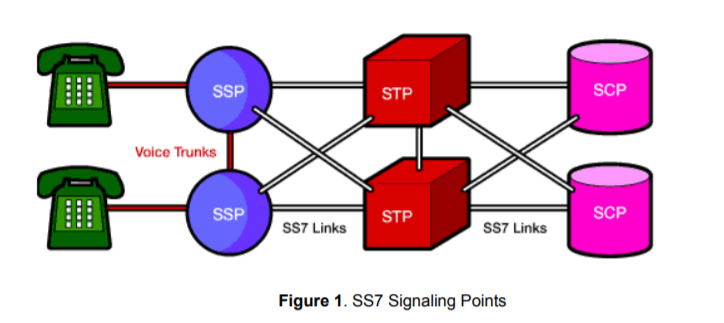 SSP
STP
SCP
Voice Trunks
SSP
STP
SCP
SS7 Links
SS7 Links
Figure 1. SS7 Signaling Points